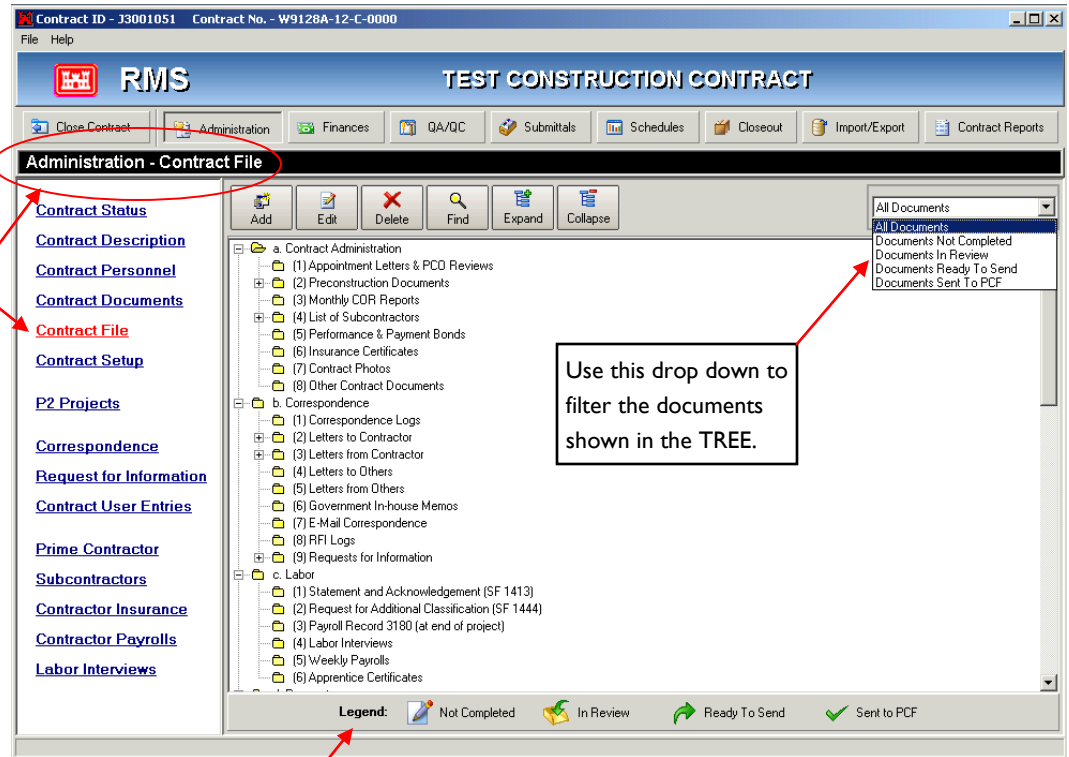 Contract ID - J3001051 Contract No. - W9128A-12-C-0000
File Help
RMS TEST CONSTRUCTION CONTRACT
Close Contract Administration Finances QA/QC Submittals Schedules Closeout Import/Export Contract Reports
Administration - Contract File
Contract Status
Contract Description
Contract Personnel
Contract Documents
Contract File
Contract Setup
P2 Projects
Correspondence
Request for Information
Contract User Entries
Prime Contractor
Subcontractors
Contractor Insurance
Contractor Payrolls
Labor Interviews
Add Edit Delete Find Expand Collapse
All Documents
All Documents
Documents Not Completed
Documents In Review
Documents Ready To Send
Documents Sent To PCF
a. Contract Administration
(1) Appointment Letters & PCO Reviews
(2) Preconstruction Documents
(3) Monthly COR Reports
(4) List of Subcontractors
(5) Performance & Payment Bonds
(6) Insurance Certificates
(7) Contract Photos
(8) Other Contract Documents
b. Correspondence
(1) Correspondence Logs
(2) Letters to Contractor
(3) Letters from Contractor
(4) Letters to Others
(5) Letters from Others
(6) Government In-house Memos
(7) E-Mail Correspondence
(8) RFI Logs
(9) Requests for Information
c. Labor
(1) Statement and Acknowledgement (SF 1413)
(2) Request for Additional Classification (SF 1444)
(3) Payroll Record 3180 (at end of project)
(4) Labor Interviews
(5) Weekly Payrolls
(6) Apprentice Certificates
Use this drop down to
filter the documents
shown in the TREE.
Legend: Not Completed In Review Ready To Send Sent to PCF